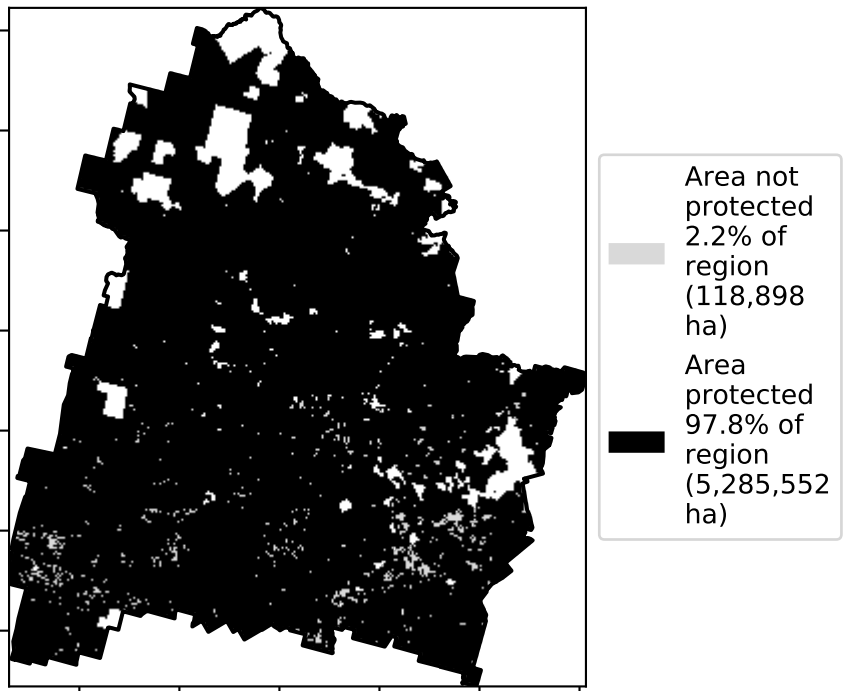 Area not
protected
2.2% of
region
(118,898
ha)
Area
protected
97.8% of
region
(5,285,552
ha)